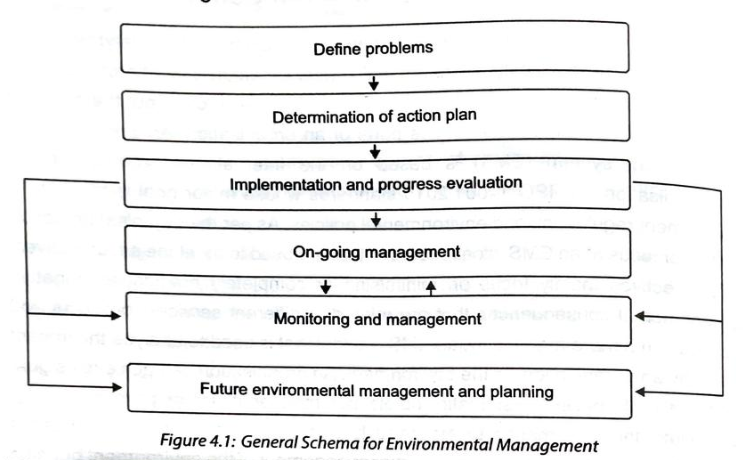 Define problems
Determination of action plan
Implementation and progress evaluation
On-going management
Monitoring and management
Future environmental management and planning
Figure 4.1: General Schema for Environmental Management